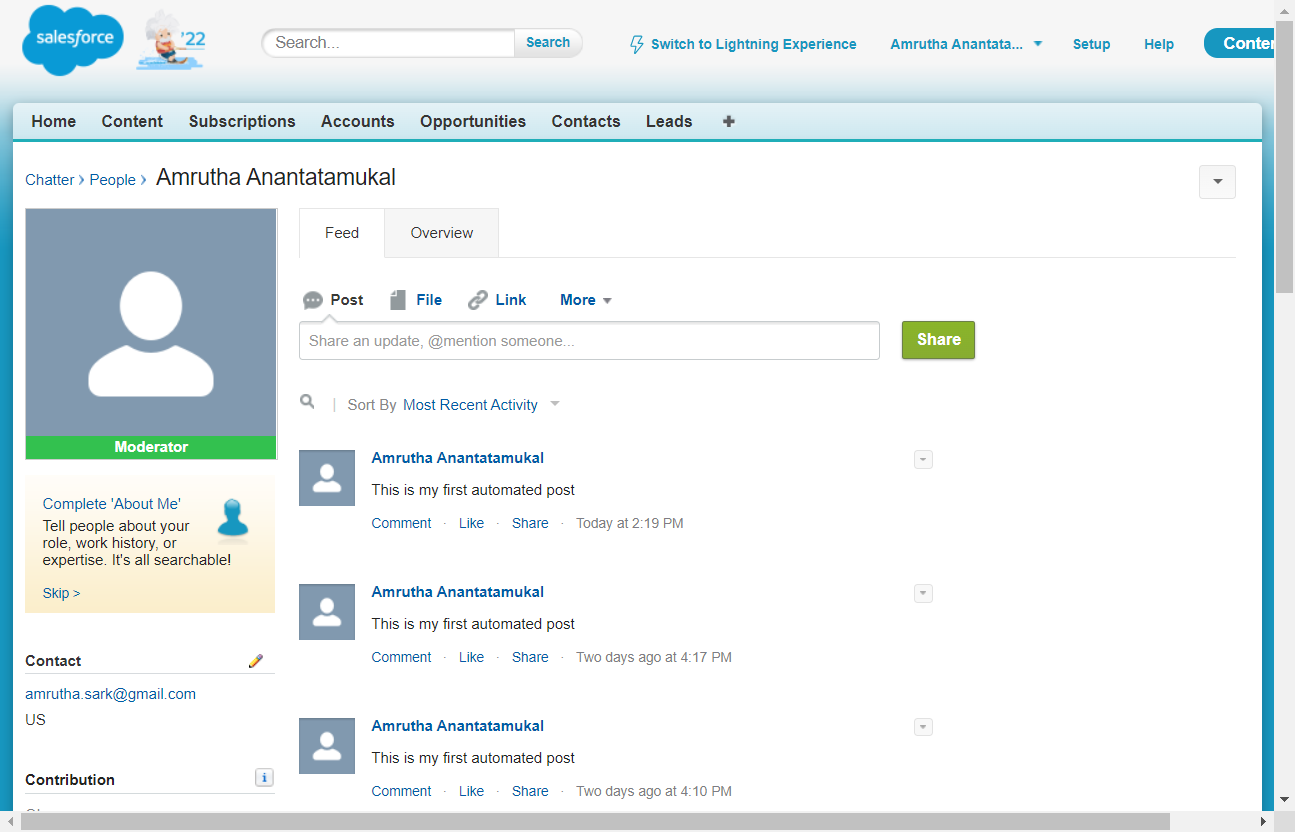 salesforce
'22
Search...
Search
Switch to Lightning Experience
Amrutha Anantata...
Setup
Help
Home
Content
Subscriptions
Accounts
Opportunities
Contacts
Leads
Chatter › People › Amrutha Anantatamukal
Moderator
Complete 'About Me'
Tell people about your
role, work history, or
expertise. It's all searchable!
Skip >
Contact
amrutha.sark@gmail.com
US
Contribution
Feed
Overview
Post
File
Link
More
Share an update, @mention someone...
Share
| Sort By Most Recent Activity
Amrutha Anantatamukal
This is my first automated post
Comment · Like · Share · Today at 2:19 PM
Amrutha Anantatamukal
This is my first automated post
Comment · Like · Share · Two days ago at 4:17 PM
Amrutha Anantatamukal
This is my first automated post
Comment · Like · Share · Two days ago at 4:10 PM